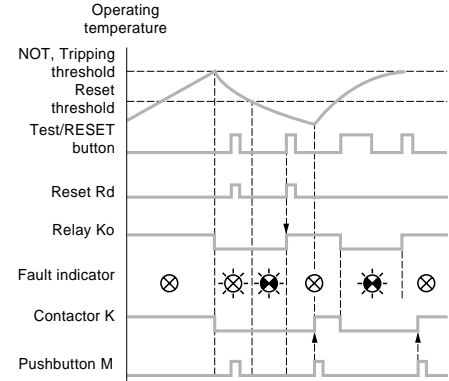 Operating
temperature
NOT, Tripping
threshold
Reset
threshold
Test/RESET
button
Reset Rd
Relay Ko
Fault indicator
Contactor K
Pushbutton M